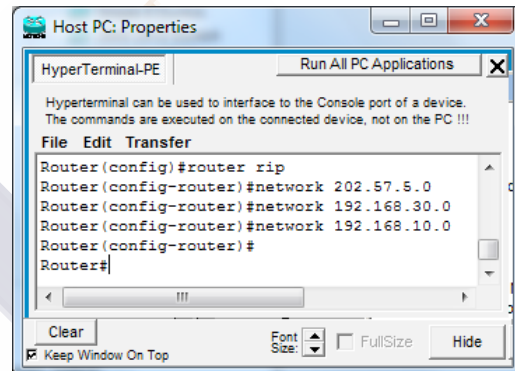 Host PC: Properties
HyperTerminal-PE
Run All PC Applications
X
Hyperterminal can be used to interface to the Console port of a device.
The commands are executed on the connected device, not on the PC !!!
File Edit Transfer
Router(config)#router rip
Router(config-router)#network 202.57.5.0
Router(config-router)#network 192.168.30.0
Router(config-router)#network 192.168.10.0
Router(config-router)#
Router#
Clear
Keep Window On Top
Font
Size:
FullSize
Hide